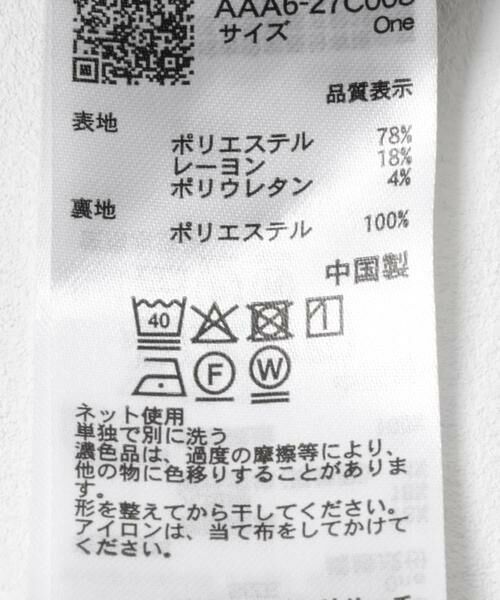 サイズ One
品質表示
表地
ポリエステル 78%
レーヨン 18%
ポリウレタン 4%
裏地
ポリエステル 100%
中国製
40
F W
ネット使用
単独で別に洗う
濃色品は、過度の摩擦等により、
他の物に色移りすることがありま
す。
形を整えてから干してください。
アイロンは、当て布をしてかけて
ください。